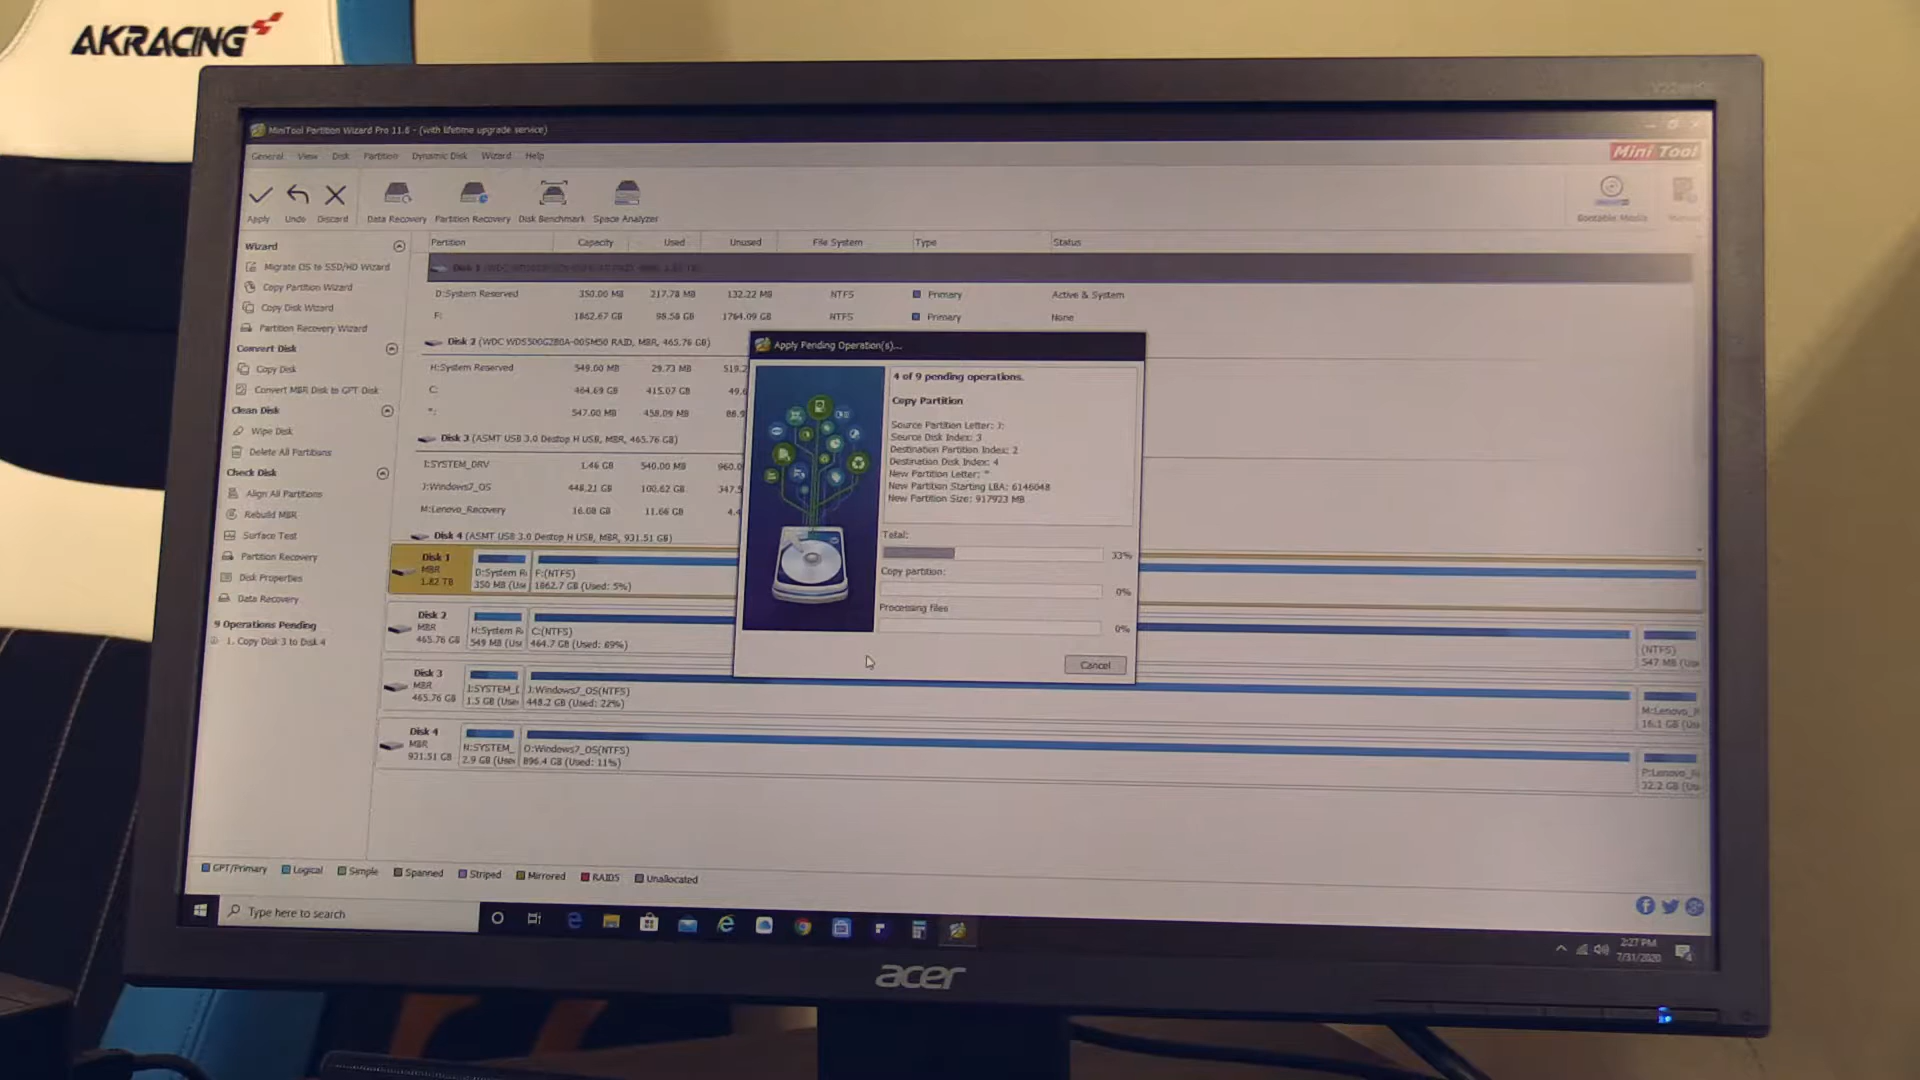 AKRACING
MiniTool Partition Wizard Pro 11.6 - (with lifetime upgrade service)
General View Disk Partition Dynamic Disk Wizard Help
Mini Tool
Apply Undo Discard Data Recovery Partition Recovery Disk Benchmark Space Analyzer Bootable Media
Wizard
Migrate OS to SSD/HD Wizard
Copy Partition Wizard
Copy Disk Wizard
Partition Recovery Wizard
Convert Disk
Copy Disk
Convert MBR Disk to GPT Disk
Clean Disk
Wipe Disk
Delete All Partitions
Check Disk
Align All Partitions
Rebuild MBR
Surface Test
Partition Recovery
Disk Properties
Data Recovery
9 Operations Pending
1. Copy Disk 3 to Disk 4
Partition Capacity Used Unused File System Type Status
Disk 1
D:System Reserved 350.00 MB 217.78 MB 132.22 MB NTFS Primary Active & System
F: 1862.67 GB 98.58 GB 1764.09 GB NTFS Primary None
Disk 2 (WDC WDS500G2B0A-00SM50 RAID, MBR, 465.76 GB)
H:System Reserved 549.00 MB 29.73 MB 519.2
C: 464.69 GB 415.07 GB 49.6
*: 547.00 MB 458.09 MB 88.9
Disk 3 (ASMT USB 3.0 Destop H USB, MBR, 465.76 GB)
I:SYSTEM_DRV 1.46 GB 540.00 MB 960.0
J:Windows7_OS 448.21 GB 100.62 GB 347.5
M:Lenovo_Recovery 16.08 GB 11.66 GB 4.4
Disk 4 (ASMT USB 3.0 Destop H USB, MBR, 931.51 GB)
Apply Pending Operation(s)...
4 of 9 pending operations.
Copy Partition
Source Partition Letter: J:
Source Disk Index: 3
Destination Partition Index: 2
Destination Disk Index: 4
New Partition Letter: *
New Partition Starting LBA: 6146048
New Partition Size: 917923 MB
Total:
33%
Copy partition:
0%
Processing files
0%
Cancel
Disk 1
MBR
1.82 TB
D:System R
350 MB (Use
F:(NTFS)
1862.7 GB (Used: 5%)
Disk 2
MBR
465.76 GB
H:System R
549 MB (Use
C:(NTFS)
464.7 GB (Used: 89%)
(NTFS)
547 MB (Us
Disk 3
MBR
465.76 GB
I:SYSTEM_
1.5 GB (Use
J:Windows7_OS(NTFS)
448.2 GB (Used: 22%)
M:Lenovo_R
16.1 GB (Us
Disk 4
MBR
931.51 GB
N:SYSTEM_
2.9 GB (Use
O:Windows7_OS(NTFS)
896.4 GB (Used: 11%)
P:Lenovo_R
32.2 GB (Us
GPT/Primary Logical Simple Spanned Striped Mirrored RAID5 Unallocated
Type here to search
2:27 PM
7/31/2020
acer